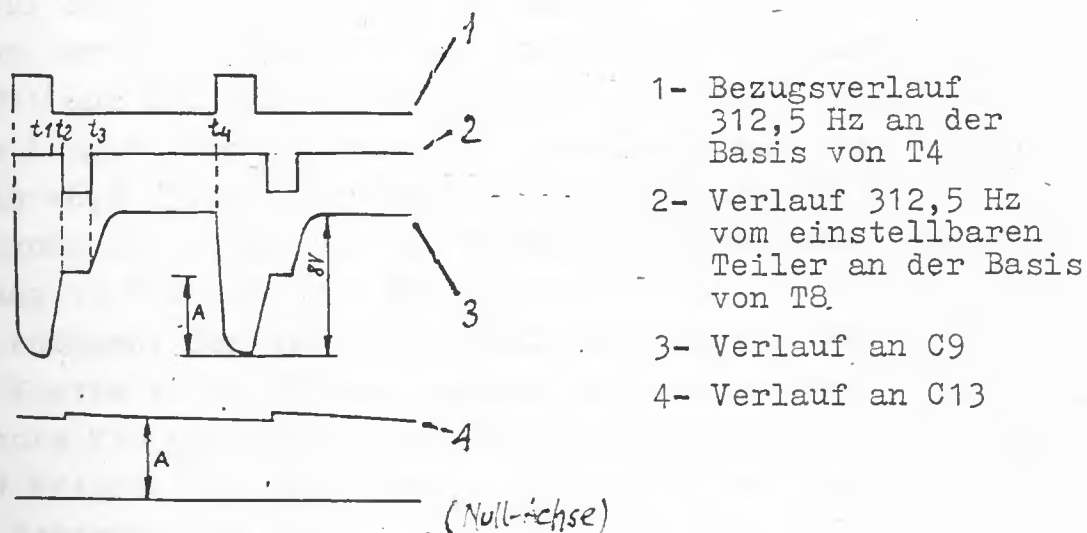 1
1- Bezugsverlauf
312,5 Hz an der
Basis von T4
t1 t2 t3 t4
2
2- Verlauf 312,5 Hz
vom einstellbaren
Teiler an der Basis
von T8.
A
8V
3
3- Verlauf an C9
4- Verlauf an C13
4
A
(Null-Achse)